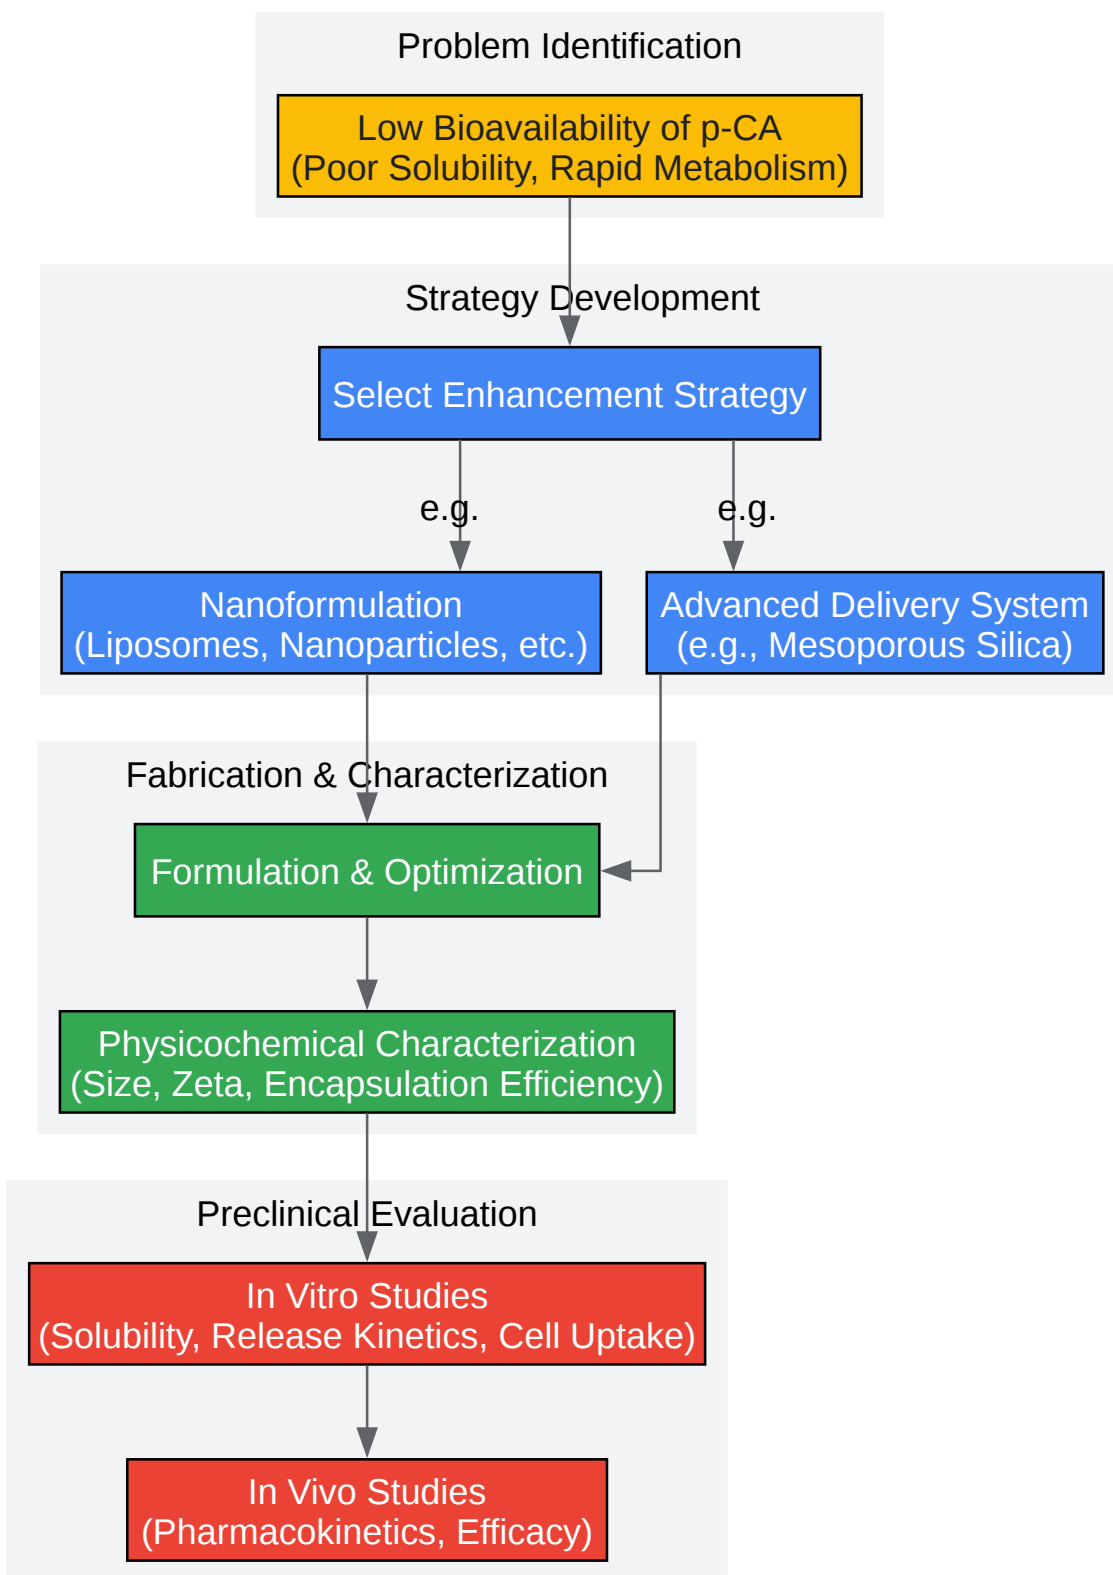 Problem Identification
Low Bioavailability of p-CA
(Poor Solubility, Rapid Metabolism)
Strategy Development
Select Enhancement Strategy
e.g.
e.g.
Nanoformulation
(Liposomes, Nanoparticles, etc.)
Advanced Delivery System
(e.g., Mesoporous Silica)
Fabrication & Characterization
Formulation & Optimization
Physicochemical Characterization
(Size, Zeta, Encapsulation Efficiency)
Preclinical Evaluation
In Vitro Studies
(Solubility, Release Kinetics, Cell Uptake)
In Vivo Studies
(Pharmacokinetics, Efficacy)